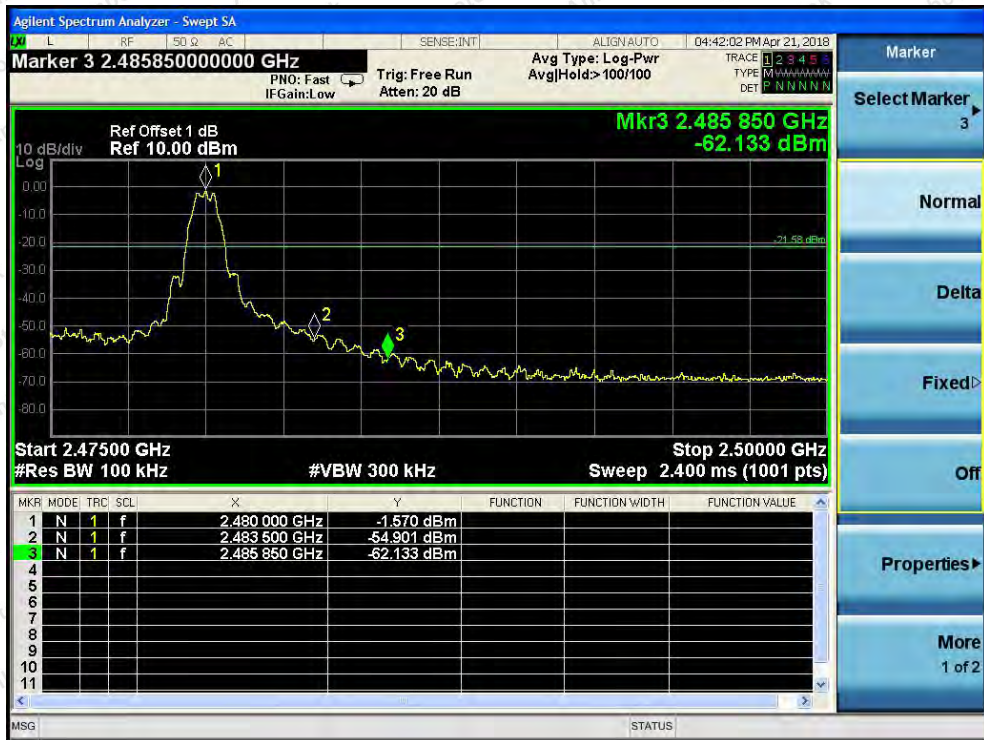 Agilent Spectrum Analyzer - Swept SA
LXI L RF 50 Ω AC SENSE:INT ALIGN AUTO 04:42:02 PM Apr 21, 2018
Marker 3 2.485850000000 GHz
PNO: Fast
IFGain:Low
Trig: Free Run
Atten: 20 dB
Avg Type: Log-Pwr
Avg|Hold:> 100/100
TRACE 1 2 3 4 5 6
TYPE M
DET P N N N N N
Mkr3 2.485 850 GHz
-62.133 dBm
Ref Offset 1 dB
10 dB/div Ref 10.00 dBm
Log
0.00
-10.0
-20.0
-30.0
-40.0
-50.0
-60.0
-70.0
-80.0
1
2
3
-21.58 dBm
Start 2.47500 GHz Stop 2.50000 GHz
#Res BW 100 kHz #VBW 300 kHz Sweep 2.400 ms (1001 pts)
MKR MODE TRC SCL X Y FUNCTION FUNCTION WIDTH FUNCTION VALUE
1 N 1 f 2.480 000 GHz -1.570 dBm
2 N 1 f 2.483 500 GHz -54.901 dBm
3 N 1 f 2.485 850 GHz -62.133 dBm
4
5
6
7
8
9
10
11
MSG STATUS
Marker
Select Marker
3
Normal
Delta
Fixed
Off
Properties
More
1 of 2